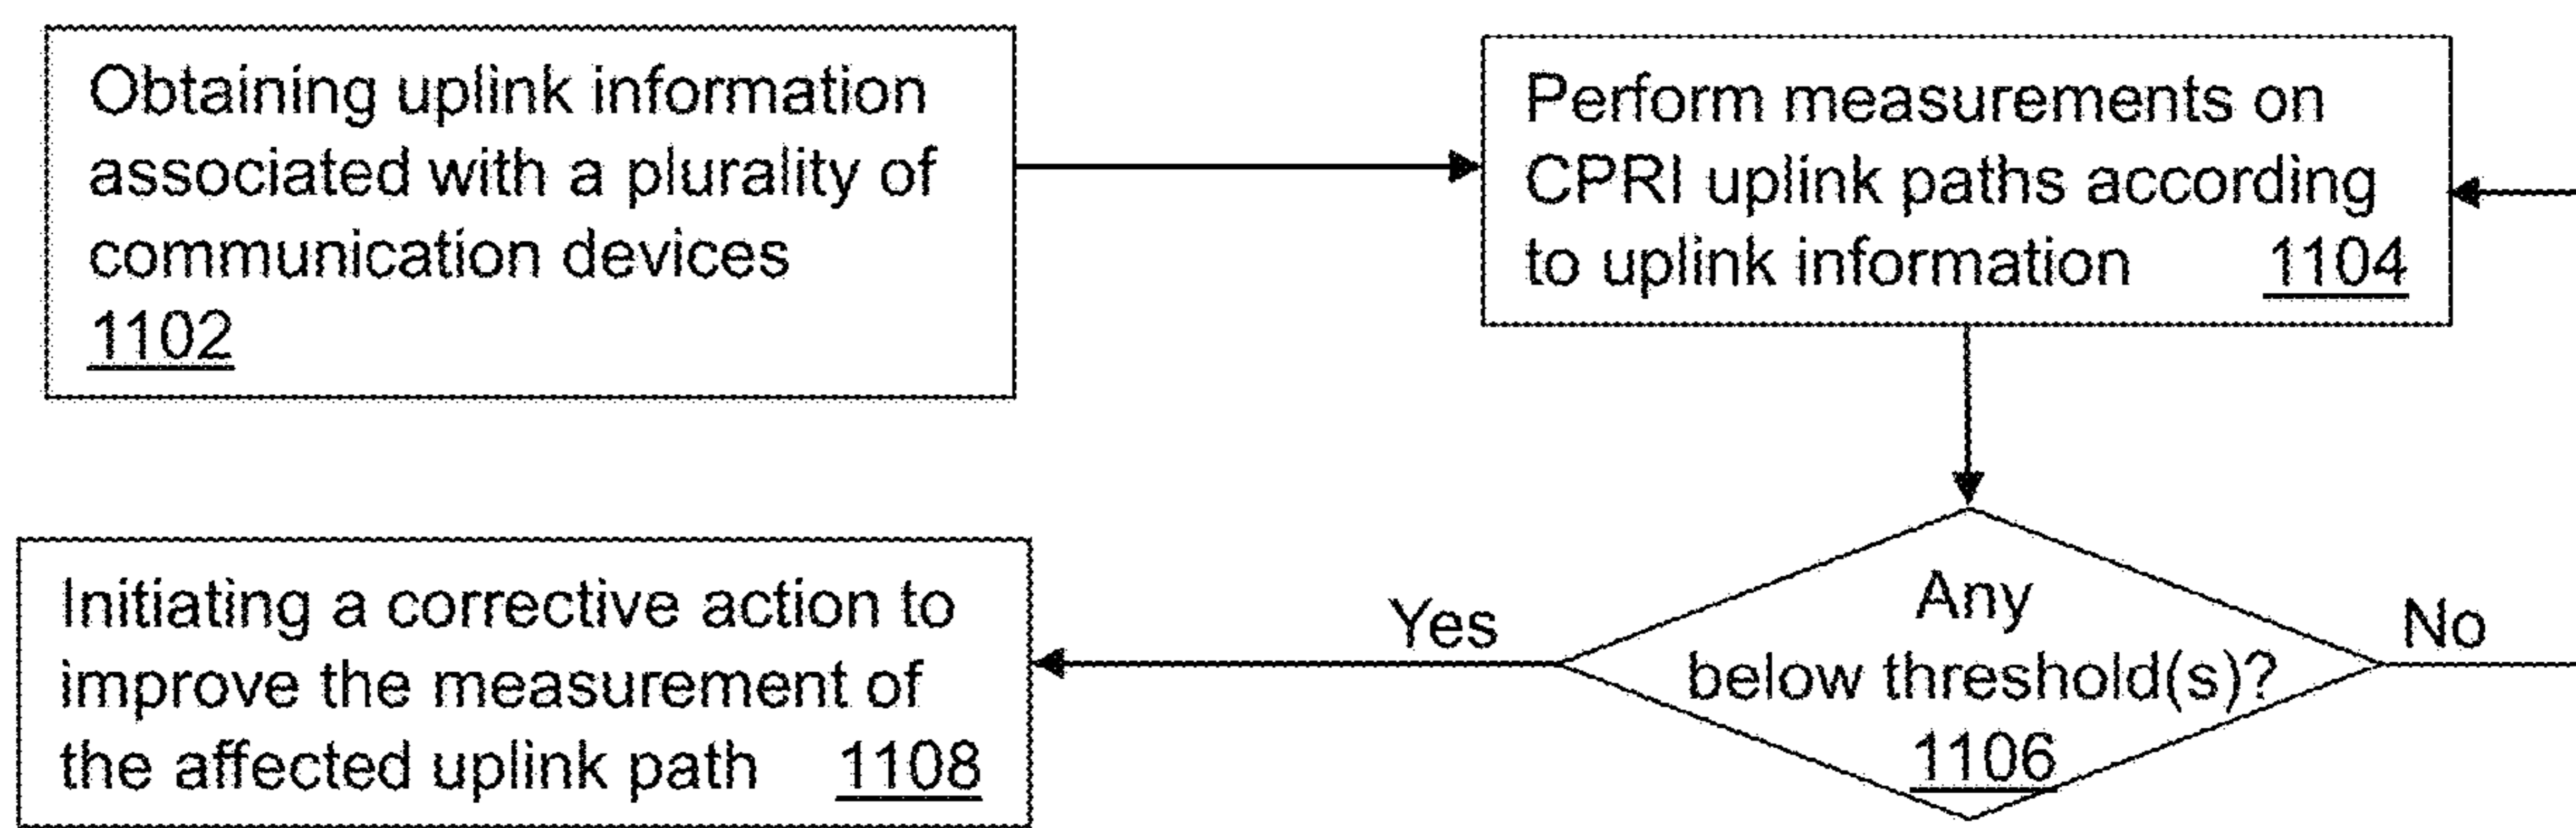 Obtaining uplink information
associated with a plurality of
communication devices
1102
Perform measurements on
CPRI uplink paths according
to uplink information 1104
Any
below threshold(s)?
1106
Yes
No
Initiating a corrective action to
improve the measurement of
the affected uplink path 1108